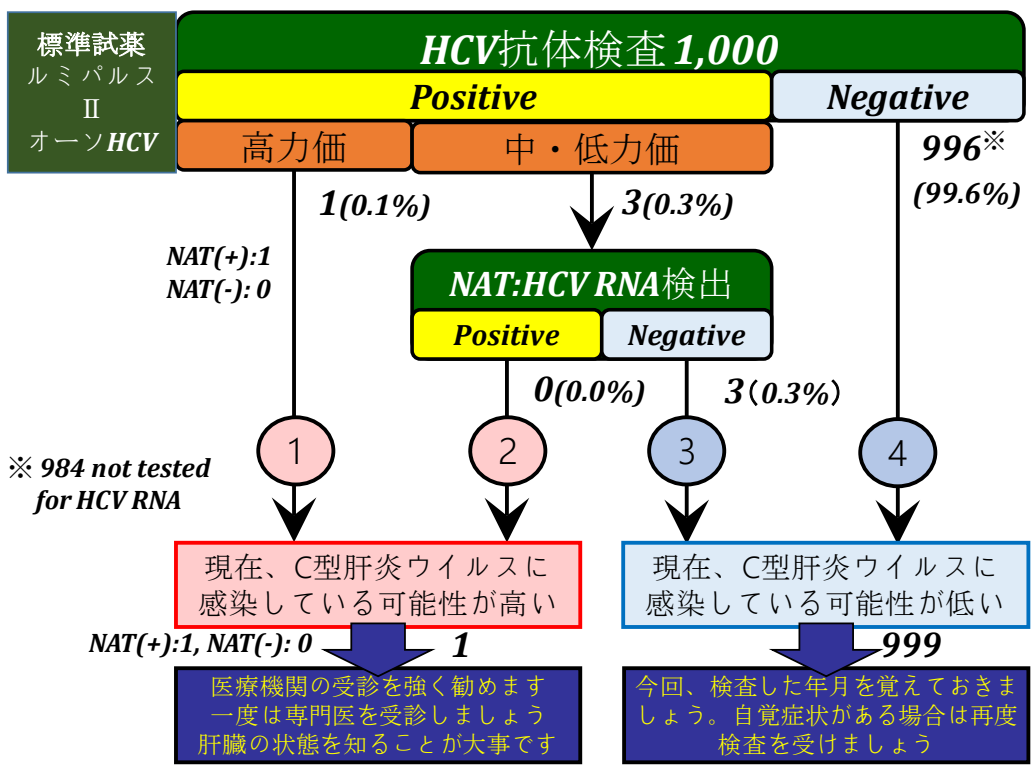 標準試薬
ルミパルス
Ⅱ
オーソHCV
HCV抗体検査1,000
Positive
Negative
高力価
中・低力価
996※
(99.6%)
1(0.1%)
3(0.3%)
NAT(+):1
NAT(-): 0
NAT:HCV RNA検出
Positive
Negative
0(0.0%)
3(0.3%)
1
2
3
4
※ 984 not tested
for HCV RNA
現在、C型肝炎ウイルスに
感染している可能性が高い
現在、C型肝炎ウイルスに
感染している可能性が低い
NAT(+):1, NAT(-): 0
1
999
医療機関の受診を強く勧めます
一度は専門医を受診しましょう
肝臓の状態を知ることが大事です
今回、検査した年月を覚えておきま
しょう。自覚症状がある場合は再度
検査を受けましょう